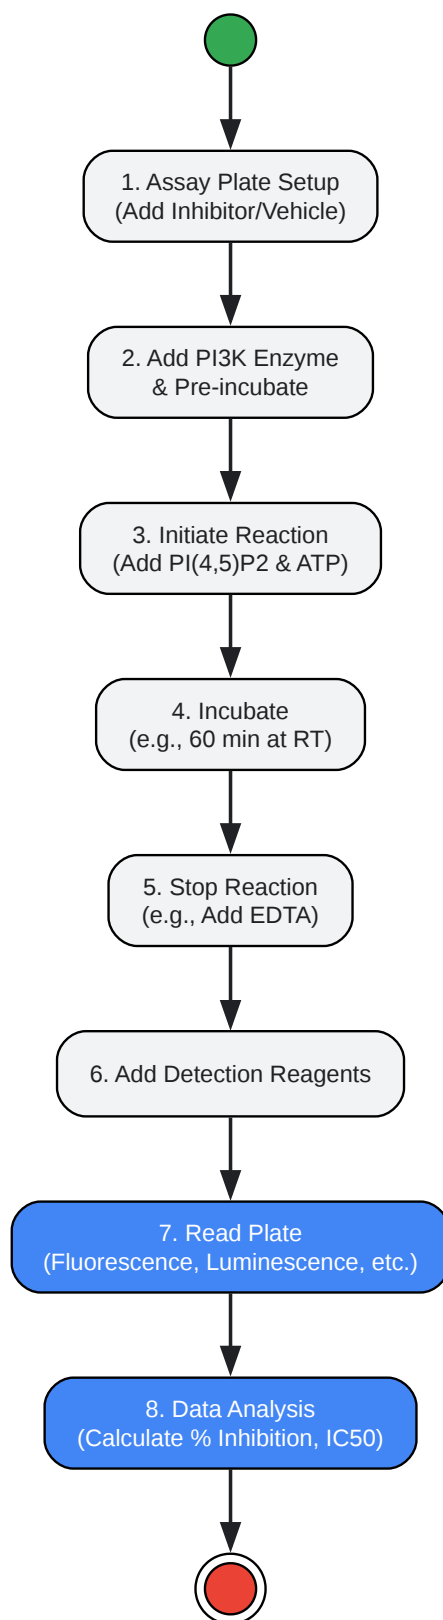 1. Assay Plate Setup
(Add Inhibitor/Vehicle)
2. Add PI3K Enzyme
& Pre-incubate
3. Initiate Reaction
(Add PI(4,5)P2 & ATP)
4. Incubate
(e.g., 60 min at RT)
5. Stop Reaction
(e.g., Add EDTA)
6. Add Detection Reagents
7. Read Plate
(Fluorescence, Luminescence, etc.)
8. Data Analysis
(Calculate % Inhibition, IC50)